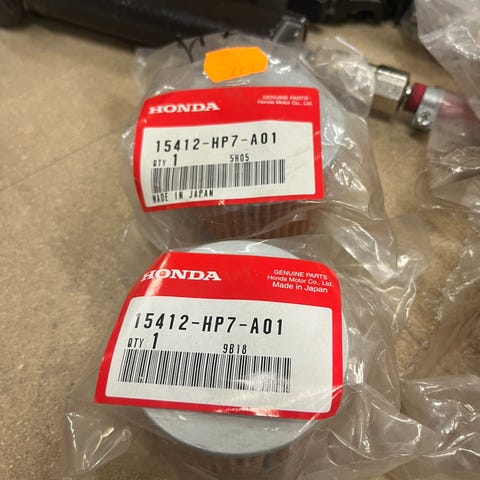 HONDA
GENUINE PARTS
Honda Motor Co., Ltd.
15412-HP7-A01
QTY 1 5H05
MADE IN JAPAN
HONDA
GENUINE PARTS
Honda Motor Co., Ltd.
Made in Japan
15412-HP7-A01
QTY 1 9B18